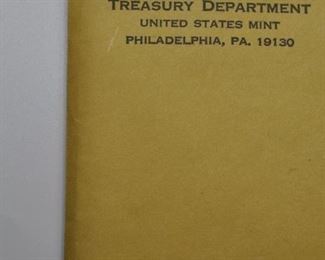 TREASURY DEPARTMENT
UNITED STATES MINT
PHILADELPHIA, PA. 19130